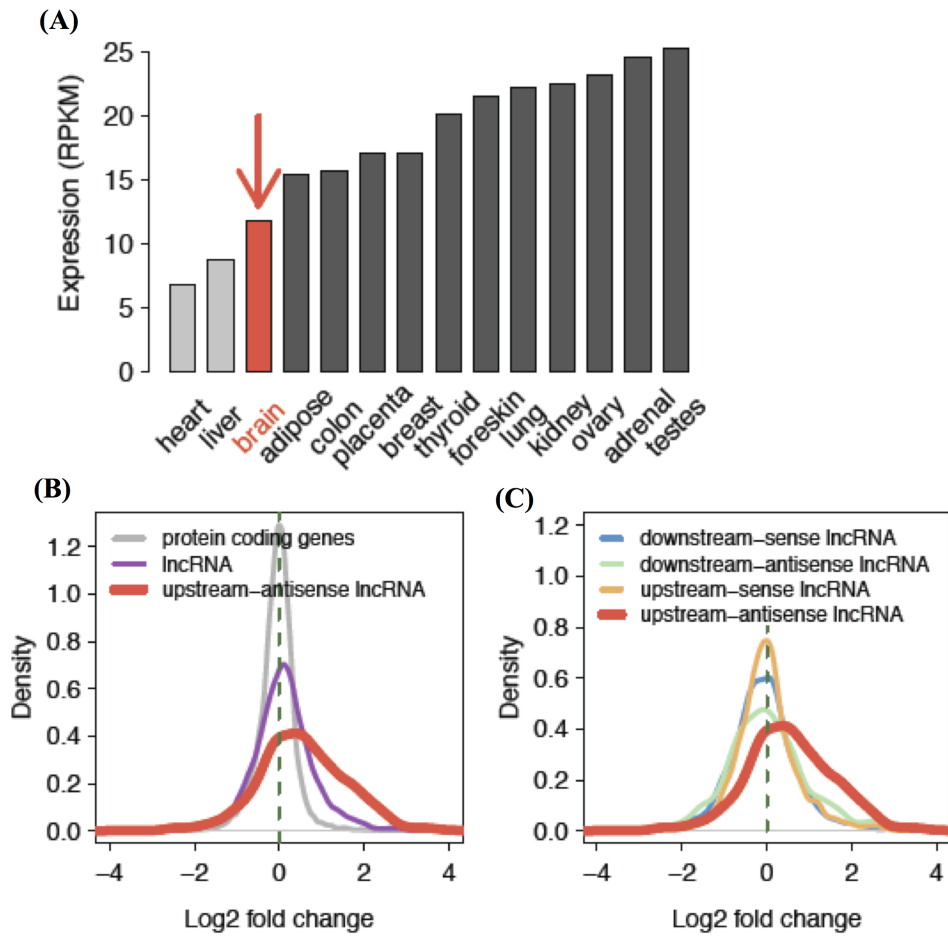 (A)
Expression (RPKM)
25
20
15
10
5
0
heart
liver
brain
adipose
colon
placenta
breast
thyroid
foreskin
lung
kidney
ovary
adrenal
testes
(B)
protein coding genes
lncRNA
upstream-antisense lncRNA
Density
1.2
1.0
0.8
0.6
0.4
0.2
0.0
-4 -2 0 2 4
Log2 fold change
(C)
downstream-sense lncRNA
downstream-antisense lncRNA
upstream-sense lncRNA
upstream-antisense lncRNA
Density
1.2
1.0
0.8
0.6
0.4
0.2
0.0
-4 -2 0 2 4
Log2 fold change